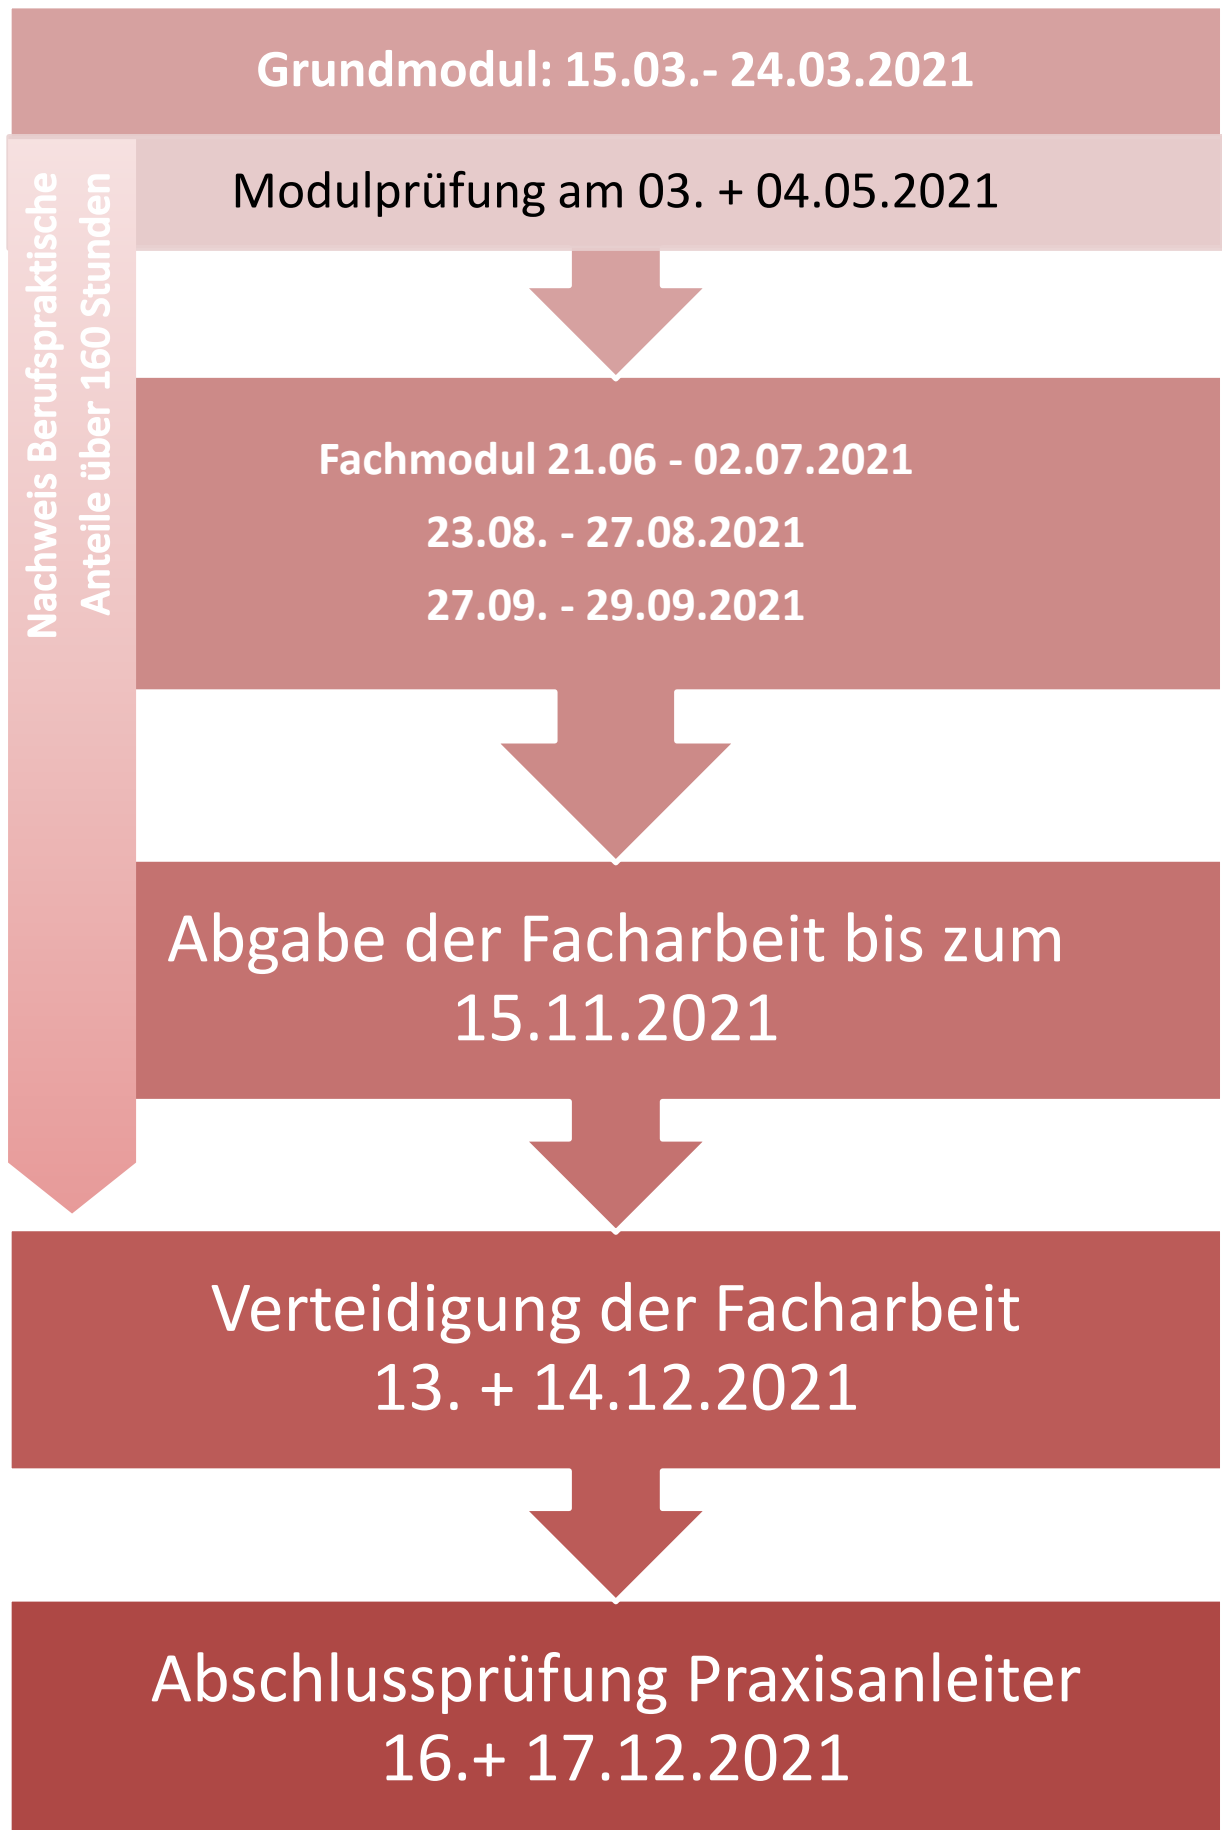 Grundmodul: 15.03.- 24.03.2021
Modulprüfung am 03. + 04.05.2021
Nachweis Berufspraktische
Anteile über 160 Stunden
Fachmodul 21.06 - 02.07.2021
23.08. - 27.08.2021
27.09. - 29.09.2021
Abgabe der Facharbeit bis zum
15.11.2021
Verteidigung der Facharbeit
13. + 14.12.2021
Abschlussprüfung Praxisanleiter
16.+ 17.12.2021